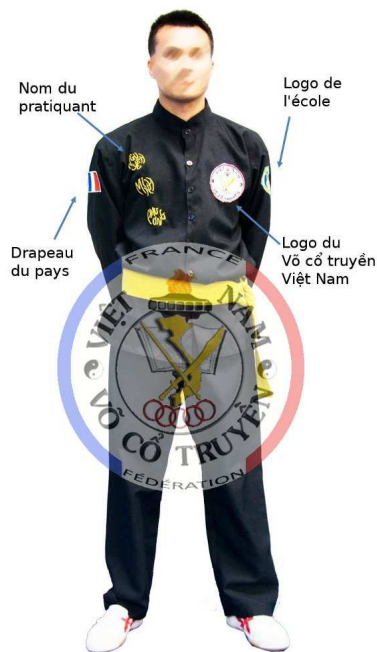 Nom du
pratiquant
Logo de
l'école
Drapeau
du pays
Logo du
Võ cổ truyền
Việt Nam
FRANCE
VIỆT NAM
VÕ CỔ TRUYỀN
FÉDÉRATION